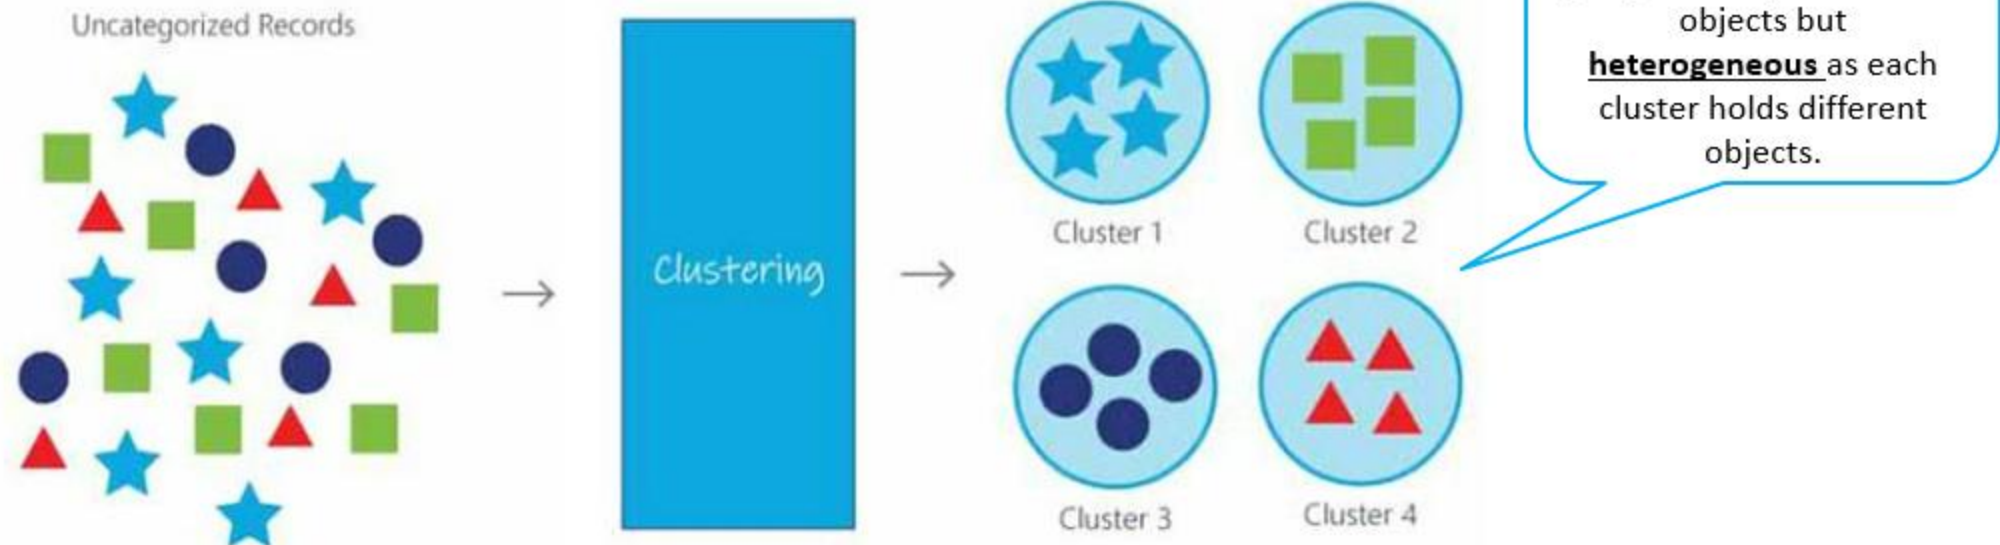 Uncategorized Records
Clustering
Cluster 1
Cluster 2
Cluster 3
Cluster 4
objects but
heterogeneous as each
cluster holds different
objects.